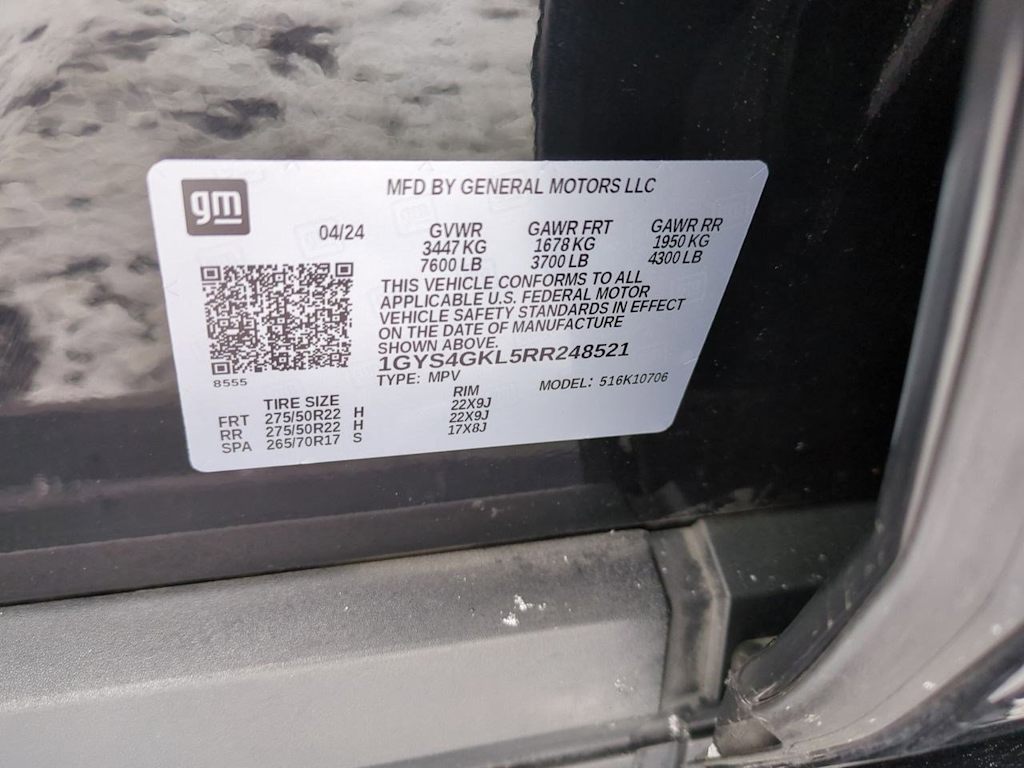 gm
MFD BY GENERAL MOTORS LLC
04/24 GVWR GAWR FRT GAWR RR
3447 KG 1678 KG 1950 KG
7600 LB 3700 LB 4300 LB
THIS VEHICLE CONFORMS TO ALL
APPLICABLE U.S. FEDERAL MOTOR
VEHICLE SAFETY STANDARDS IN EFFECT
ON THE DATE OF MANUFACTURE
SHOWN ABOVE.
1GYS4GKL5RR248521
8555
TYPE: MPV MODEL: 516K10706
TIRE SIZE RIM
FRT 275/50R22 H 22X9J
RR 275/50R22 H 22X9J
SPA 265/70R17 S 17X8J